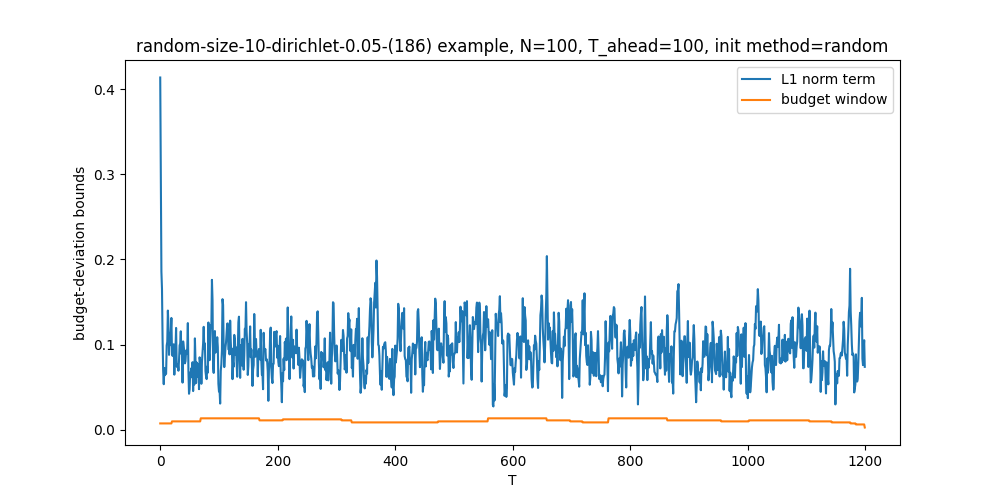 random-size-10-dirichlet-0.05-(186) example, N=100, T_ahead=100, init method=random
L1 norm term
budget window
budget-deviation bounds
0.4
0.3
0.2
0.1
0.0
0 200 400 600 800 1000 1200
T